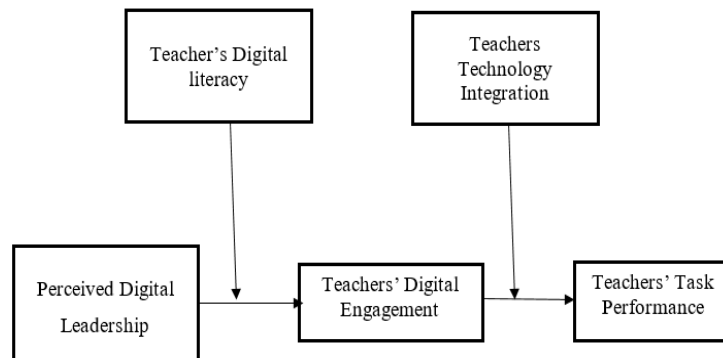 Teacher’s Digital
literacy
Teachers
Technology
Integration
Perceived Digital
Leadership
Teachers’ Digital
Engagement
Teachers’ Task
Performance